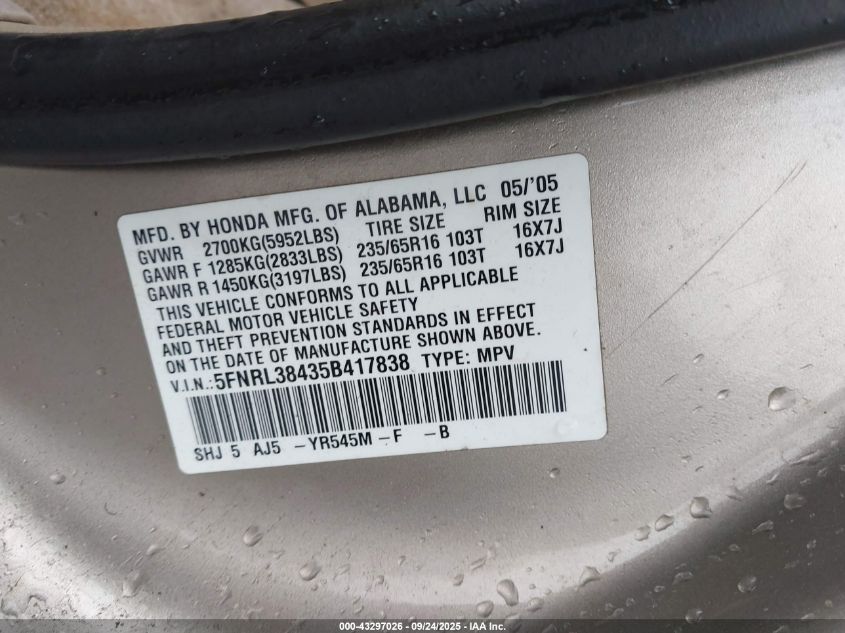 MFD. BY HONDA MFG. OF ALABAMA, LLC 05/'05
GVWR 2700KG(5952LBS) TIRE SIZE RIM SIZE
GAWR F 1285KG(2833LBS) 235/65R16 103T 16X7J
GAWR R 1450KG(3197LBS) 235/65R16 103T 16X7J
THIS VEHICLE CONFORMS TO ALL APPLICABLE
FEDERAL MOTOR VEHICLE SAFETY
AND THEFT PREVENTION STANDARDS IN EFFECT
ON THE DATE OF MANUFACTURE SHOWN ABOVE.
V.I.N.:5FNRL38435B417838 TYPE: MPV
SHJ 5 AJ5 -YR545M -F -B
000-43297026 - 09/24/2025 - IAA Inc.